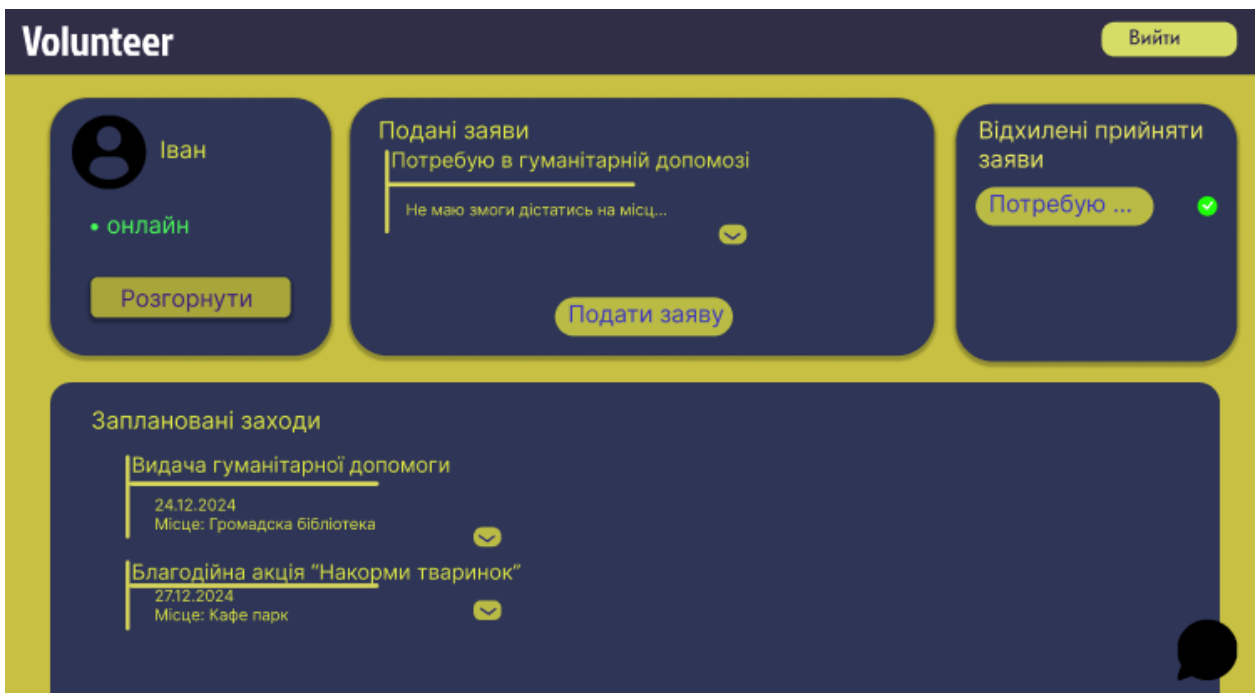 Volunteer
Вийти
Іван
• онлайн
Розгорнути
Подані заяви
Потребую в гуманітарній допомозі
Не маю змоги дістатись на місц...
Подати заяву
Відхилені прийняти
заяви
Потребую ...
Заплановані заходи
Видача гуманітарної допомоги
24.12.2024
Місце: Громадска бібліотека
Благодійна акція "Накорми тваринок"
27.12.2024
Місце: Кафе парк